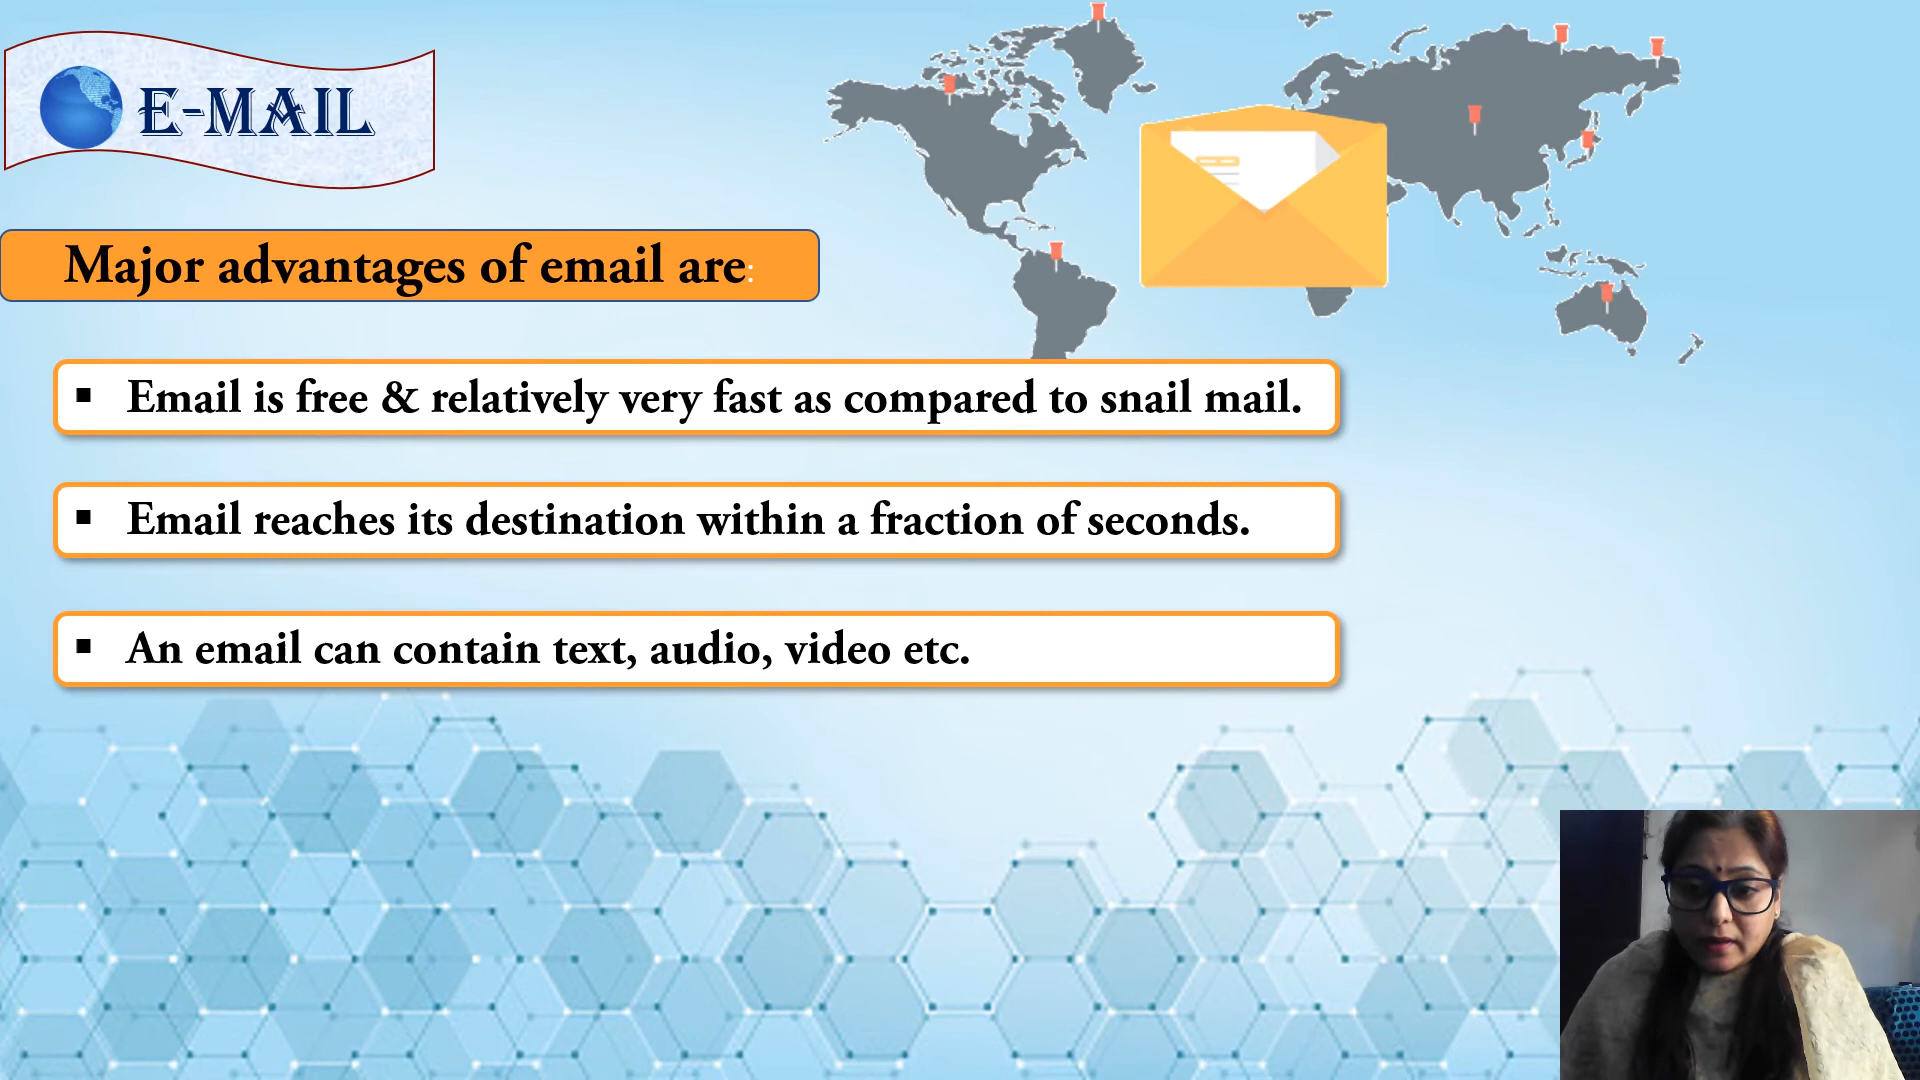 E-MAIL
Major advantages of email are:
▪ Email is free & relatively very fast as compared to snail mail.
▪ Email reaches its destination within a fraction of seconds.
▪ An email can contain text, audio, video etc.